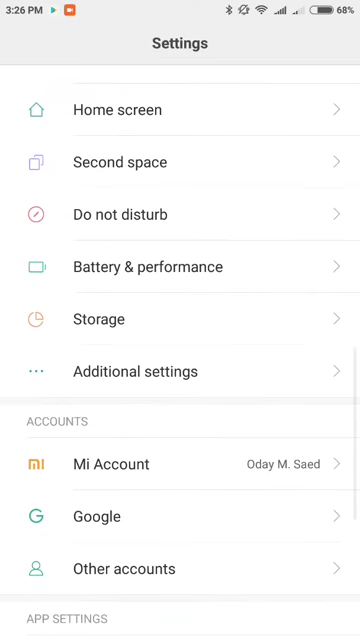 3:26 PM 68%
Settings
Home screen
Second space
Do not disturb
Battery & performance
Storage
Additional settings
ACCOUNTS
Mi Account Oday M. Saed
Google
Other accounts
APP SETTINGS